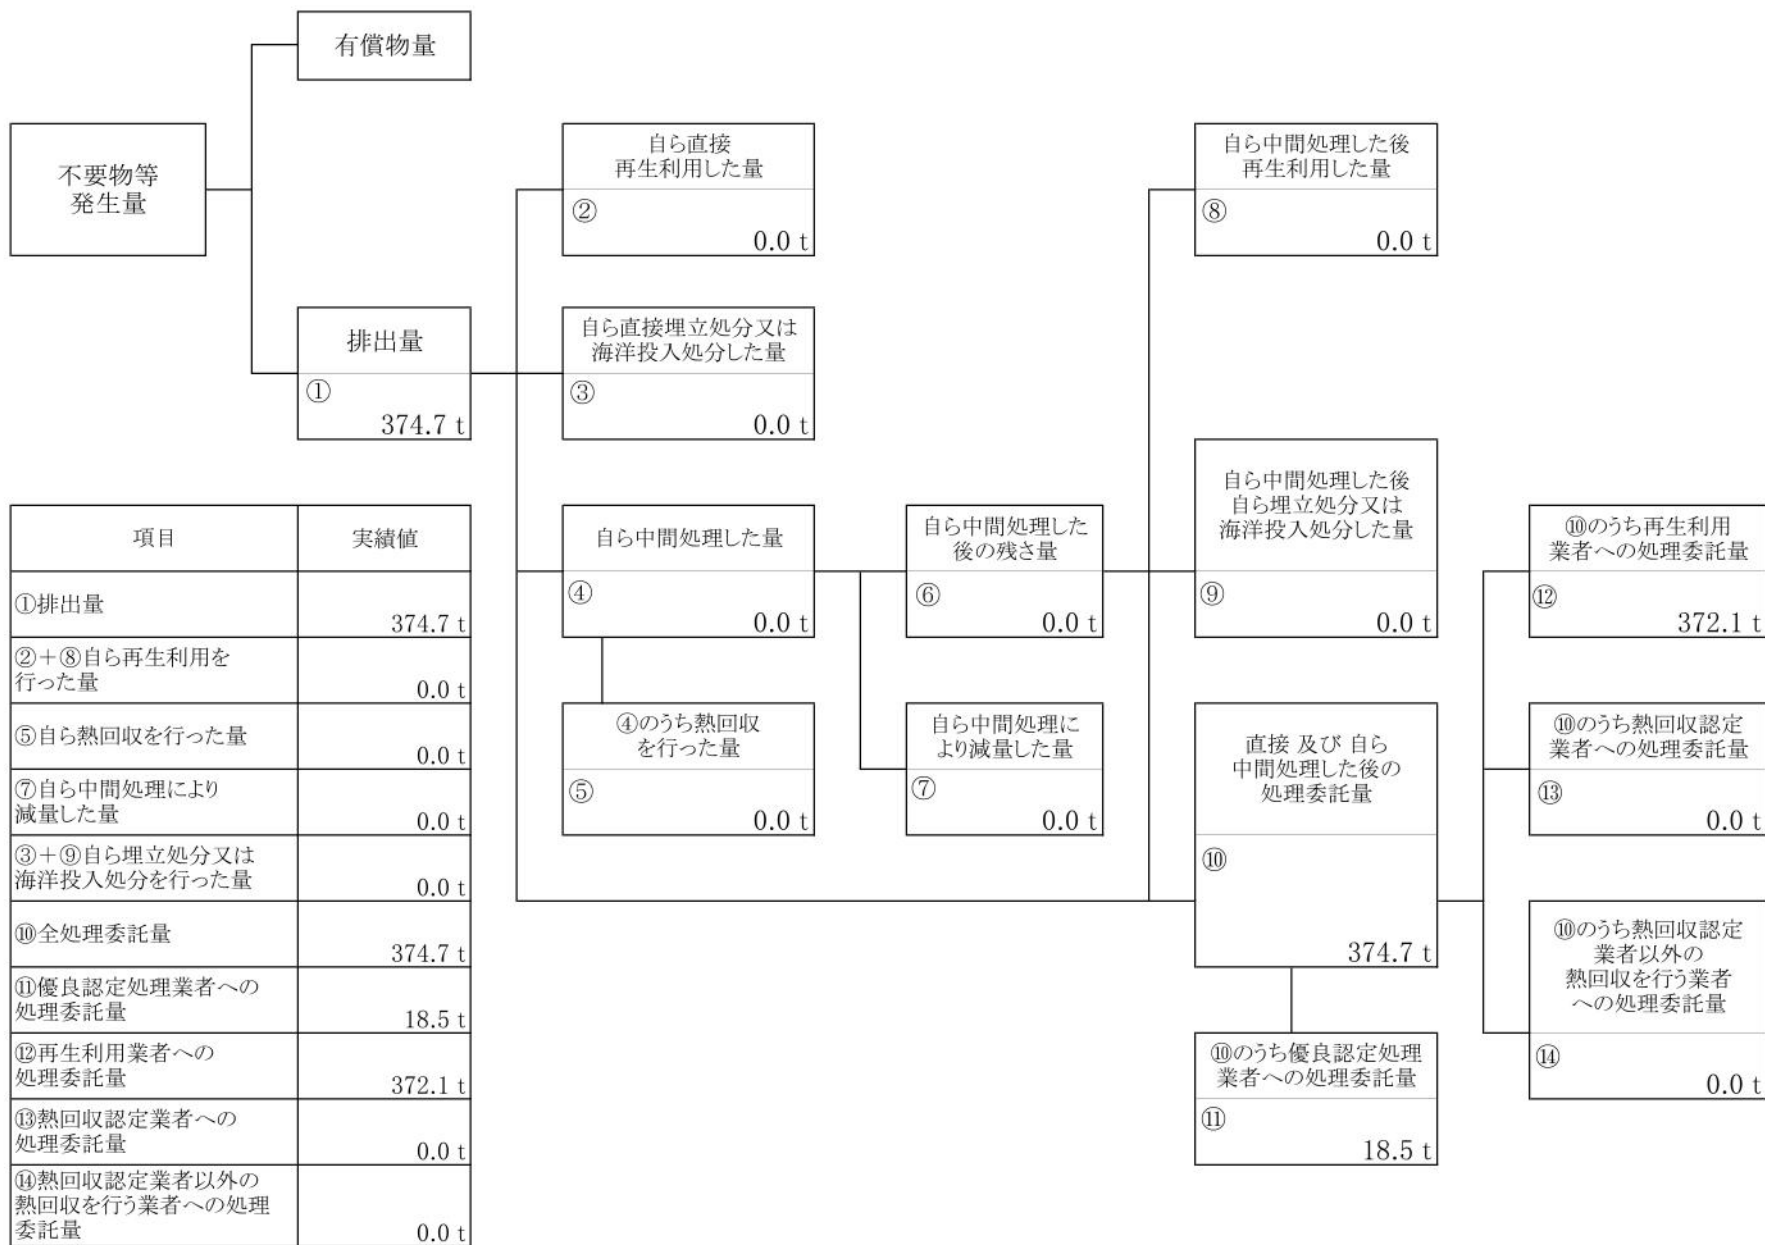 有償物量
不要物等
発生量
排出量
①
374.7 t
自ら直接
再生利用した量
②
0.0 t
自ら直接埋立処分又は
海洋投入処分した量
③
0.0 t
自ら中間処理した量
④
0.0 t
④のうち熱回収
を行った量
⑤
0.0 t
自ら中間処理した
後の残さ量
⑥
0.0 t
自ら中間処理に
より減量した量
⑦
0.0 t
自ら中間処理した後
再生利用した量
⑧
0.0 t
自ら中間処理した後
自ら埋立処分又は
海洋投入処分した量
⑨
0.0 t
直接 及び 自ら
中間処理した後の
処理委託量
⑩
374.7 t
⑩のうち優良認定処理
業者への処理委託量
⑪
18.5 t
⑩のうち再生利用
業者への処理委託量
⑫
372.1 t
⑩のうち熱回収認定
業者への処理委託量
⑬
0.0 t
⑩のうち熱回収認定
業者以外の
熱回収を行う業者
への処理委託量
⑭
0.0 t
項目 実績値
①排出量
374.7 t
②+⑧自ら再生利用を
行った量
0.0 t
⑤自ら熱回収を行った量
0.0 t
⑦自ら中間処理により
減量した量
0.0 t
③+⑨自ら埋立処分又は
海洋投入処分を行った量
0.0 t
⑩全処理委託量
374.7 t
⑪優良認定処理業者への
処理委託量
18.5 t
⑫再生利用業者への
処理委託量
372.1 t
⑬熱回収認定業者への
処理委託量
0.0 t
⑭熱回収認定業者以外の
熱回収を行う業者への処理
委託量
0.0 t